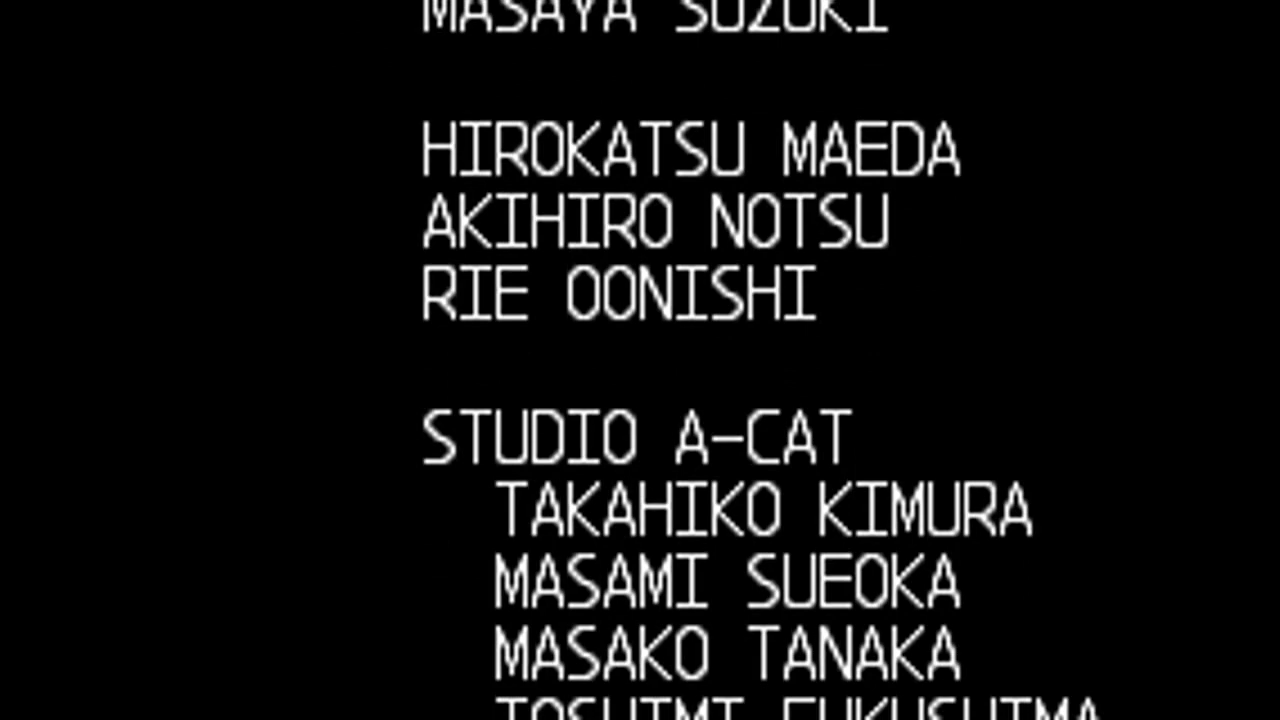 MASAYA SUZUKI
HIROKATSU MAEDA
AKIHIRO NOTSU
RIE OONISHI
STUDIO A-CAT
TAKAHIKO KIMURA
MASAMI SUEOKA
MASAKO TANAKA